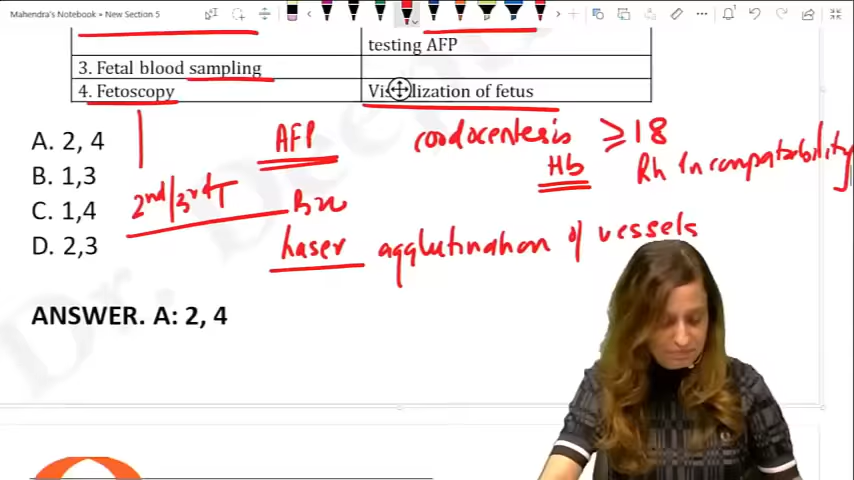 Mahendra's Notebook • New Section 5
testing AFP
3. Fetal blood sampling
4. Fetoscopy
Visualization of fetus
A. 2, 4
AFP
cordocentesis ≥18
Hb
Rh Incompatability
B. 1,3
2nd/3rd T
Bx
C. 1,4
D. 2,3
Laser agglutination of vessels
ANSWER. A: 2, 4